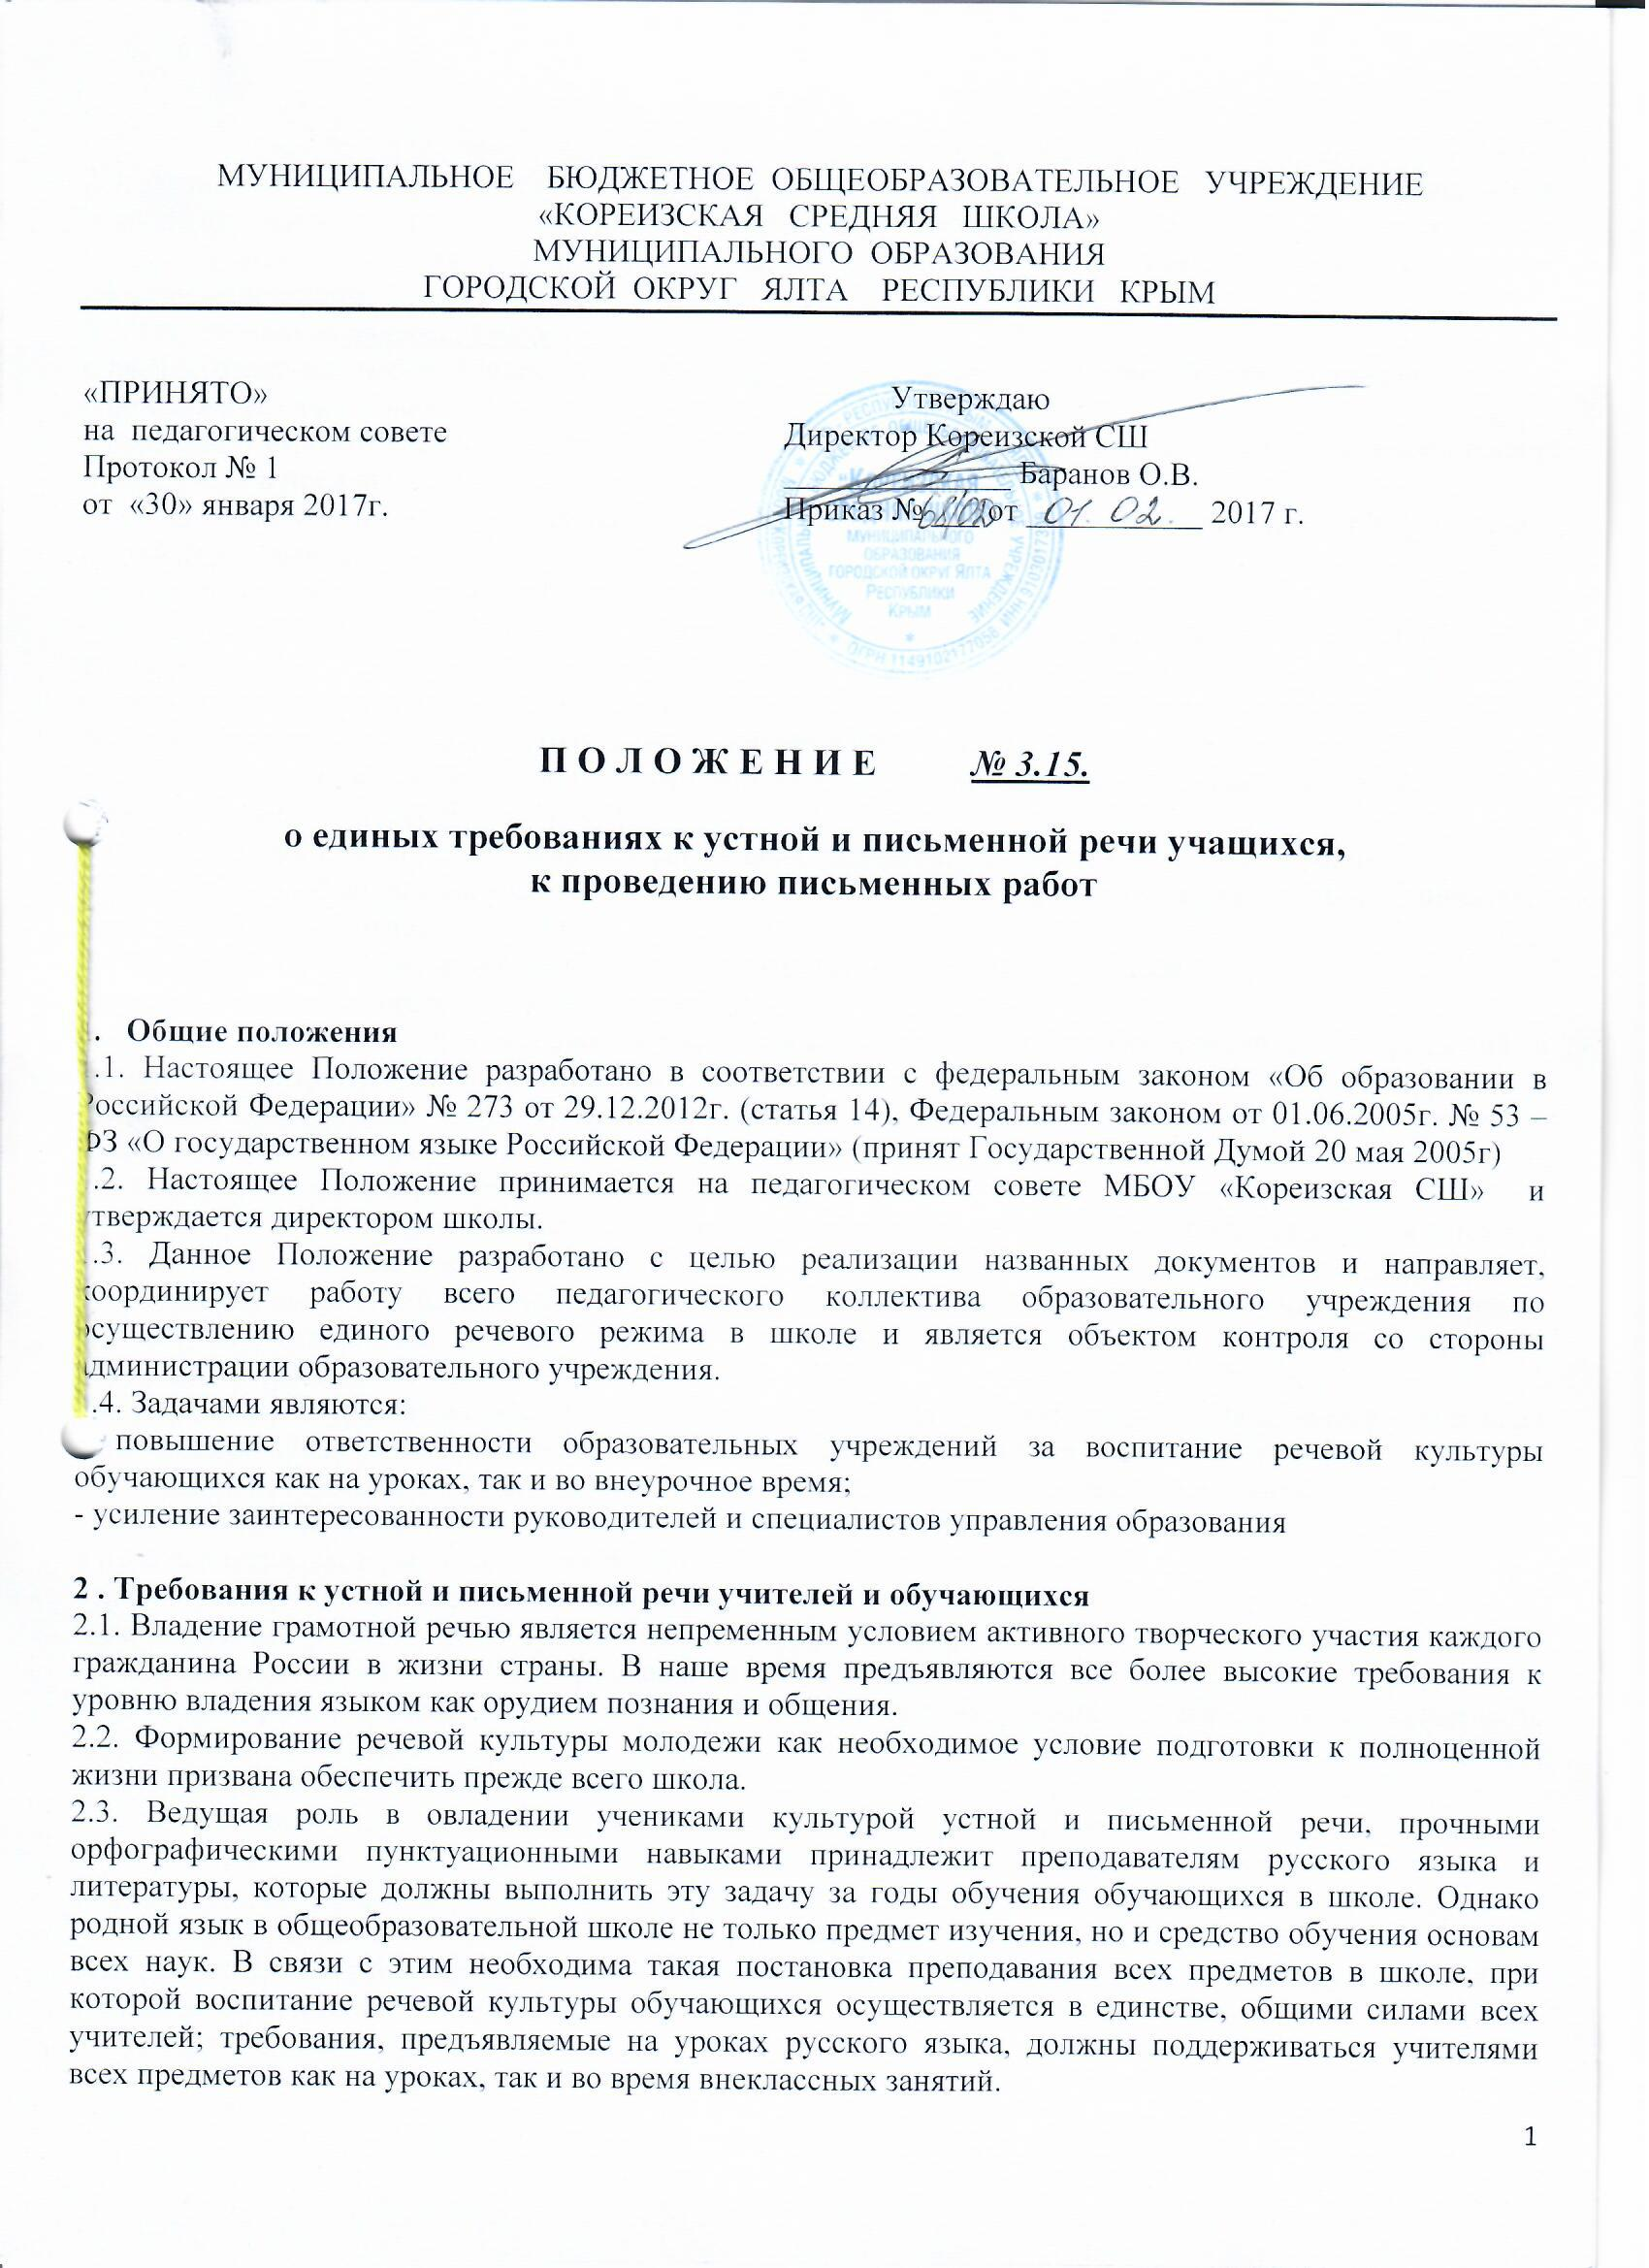 МУНИЦИПАЛЬНОЕ БЮДЖЕТНОЕ ОБЩЕОБРАЗОВАТЕЛЬНОЕ УЧРЕЖДЕНИЕ
«КОРЕИЗСКАЯ СРЕДНЯЯ ШКОЛА»
МУНИЦИПАЛЬНОГО ОБРАЗОВАНИЯ
ГОРОДСКОЙ ОКРУГ ЯЛТА РЕСПУБЛИКИ КРЫМ
«ПРИНЯТО»
на педагогическом совете
Протокол № 1
от «30» января 2017г.
Утверждаю
Директор Кореизской СШ
Баранов О.В.
Приказ № от 01. 02. 2017 г.
МУНИЦИПАЛЬНОГО
ОБРАЗОВАНИЯ
ГОРОДСКОЙ ОКРУГ ЯЛТА
РЕСПУБЛИКИ
КРЫМ
ОГРН 1149102177058
П О Л О Ж Е Н И Е № 3.15.
о единых требованиях к устной и письменной речи учащихся,
к проведению письменных работ
. Общие положения
.1. Настоящее Положение разработано в соответствии с федеральным законом «Об образовании в
Российской Федерации» № 273 от 29.12.2012г. (статья 14), Федеральным законом от 01.06.2005г. № 53 –
ФЗ «О государственном языке Российской Федерации» (принят Государственной Думой 20 мая 2005г)
.2. Настоящее Положение принимается на педагогическом совете МБОУ «Кореизская СШ» и
утверждается директором школы.
.3. Данное Положение разработано с целью реализации названных документов и направляет,
координирует работу всего педагогического коллектива образовательного учреждения по
осуществлению единого речевого режима в школе и является объектом контроля со стороны
администрации образовательного учреждения.
.4. Задачами являются:
повышение ответственности образовательных учреждений за воспитание речевой культуры
обучающихся как на уроках, так и во внеурочное время;
- усиление заинтересованности руководителей и специалистов управления образования
2 . Требования к устной и письменной речи учителей и обучающихся
2.1. Владение грамотной речью является непременным условием активного творческого участия каждого
гражданина России в жизни страны. В наше время предъявляются все более высокие требования к
уровню владения языком как орудием познания и общения.
2.2. Формирование речевой культуры молодежи как необходимое условие подготовки к полноценной
жизни призвана обеспечить прежде всего школа.
2.3. Ведущая роль в овладении учениками культурой устной и письменной речи, прочными
орфографическими пунктуационными навыками принадлежит преподавателям русского языка и
литературы, которые должны выполнить эту задачу за годы обучения обучающихся в школе. Однако
родной язык в общеобразовательной школе не только предмет изучения, но и средство обучения основам
всех наук. В связи с этим необходима такая постановка преподавания всех предметов в школе, при
которой воспитание речевой культуры обучающихся осуществляется в единстве, общими силами всех
учителей; требования, предъявляемые на уроках русского языка, должны поддерживаться учителями
всех предметов как на уроках, так и во время внеклассных занятий.
1